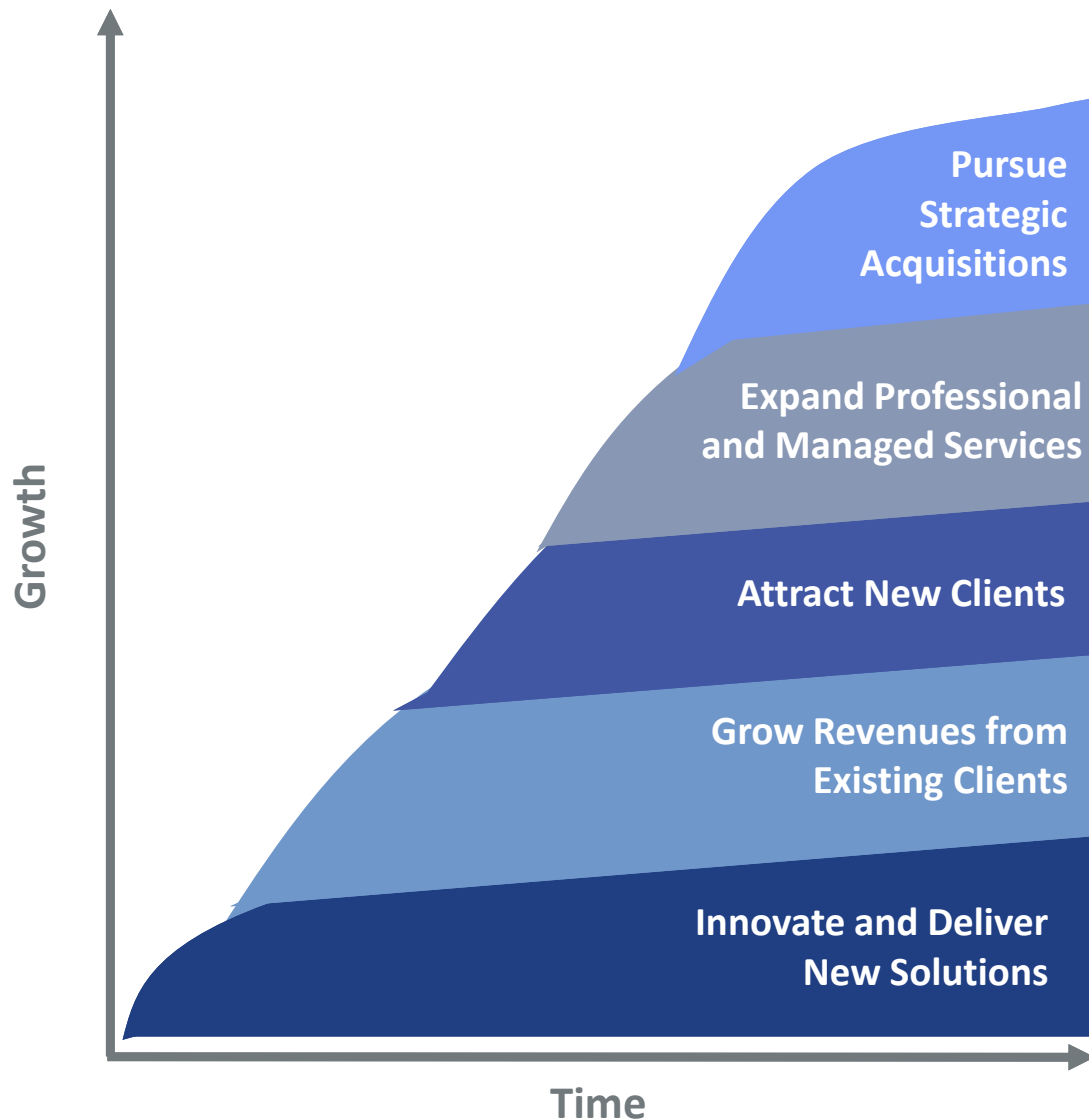 Pursue
Strategic
Acquisitions
Expand Professional
and Managed Services
Growth
Attract New Clients
Grow Revenues from
Existing Clients
Innovate and Deliver
New Solutions
Time